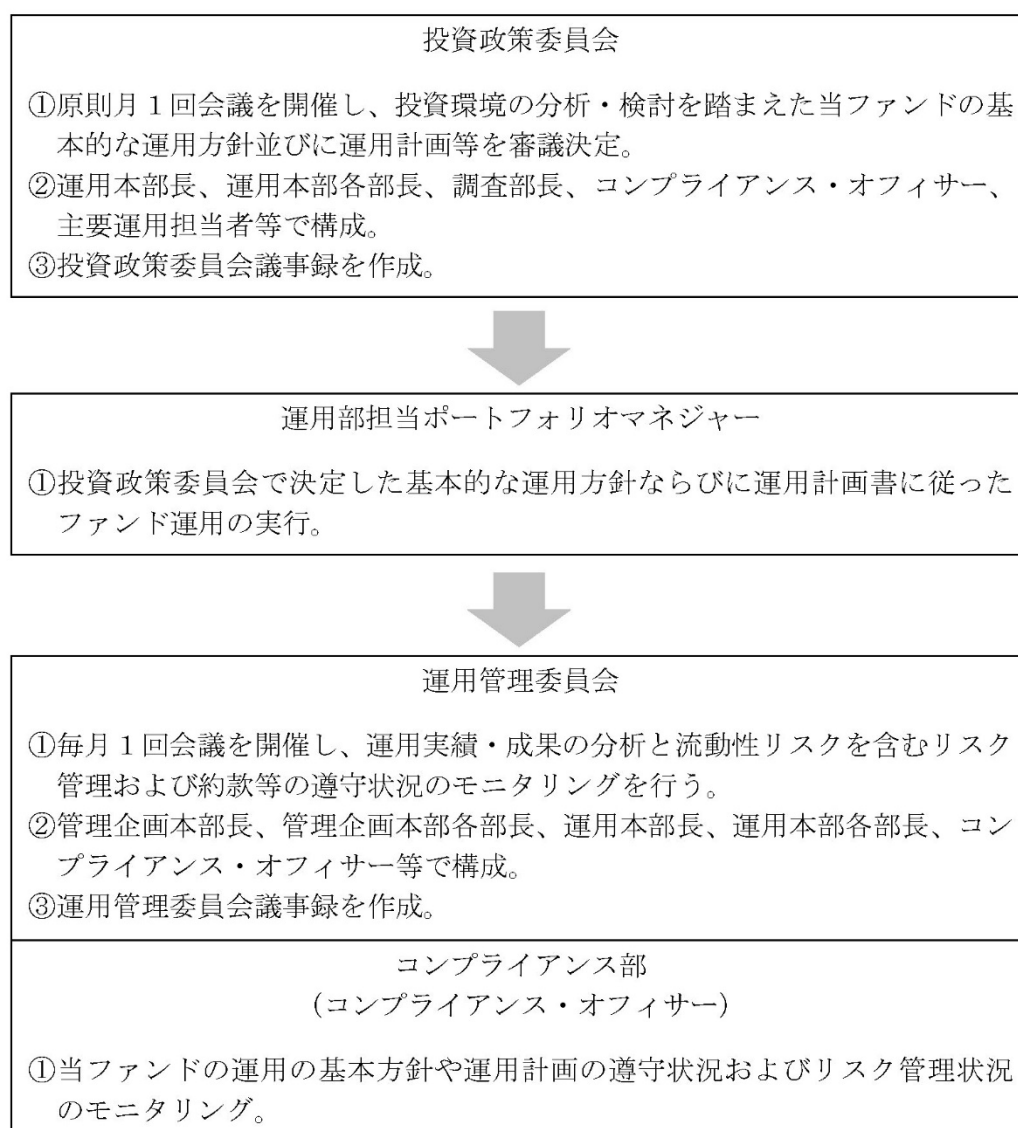 投資政策委員会
①原則月1回会議を開催し、投資環境の分析・検討を踏まえた当ファンドの基
本的な運用方針並びに運用計画等を審議決定。
②運用本部長、運用本部各部長、調査部長、コンプライアンス・オフィサー、
主要運用担当者等で構成。
③投資政策委員会議事録を作成。
運用部担当ポートフォリオマネジャー
①投資政策委員会で決定した基本的な運用方針ならびに運用計画書に従った
ファンド運用の実行。
運用管理委員会
①毎月1回会議を開催し、運用実績・成果の分析と流動性リスクを含むリスク
管理および約款等の遵守状況のモニタリングを行う。
②管理企画本部長、管理企画本部各部長、運用本部長、運用本部各部長、コン
プライアンス・オフィサー等で構成。
③運用管理委員会議事録を作成。
コンプライアンス部
(コンプライアンス・オフィサー)
①当ファンドの運用の基本方針や運用計画の遵守状況およびリスク管理状況
のモニタリング。